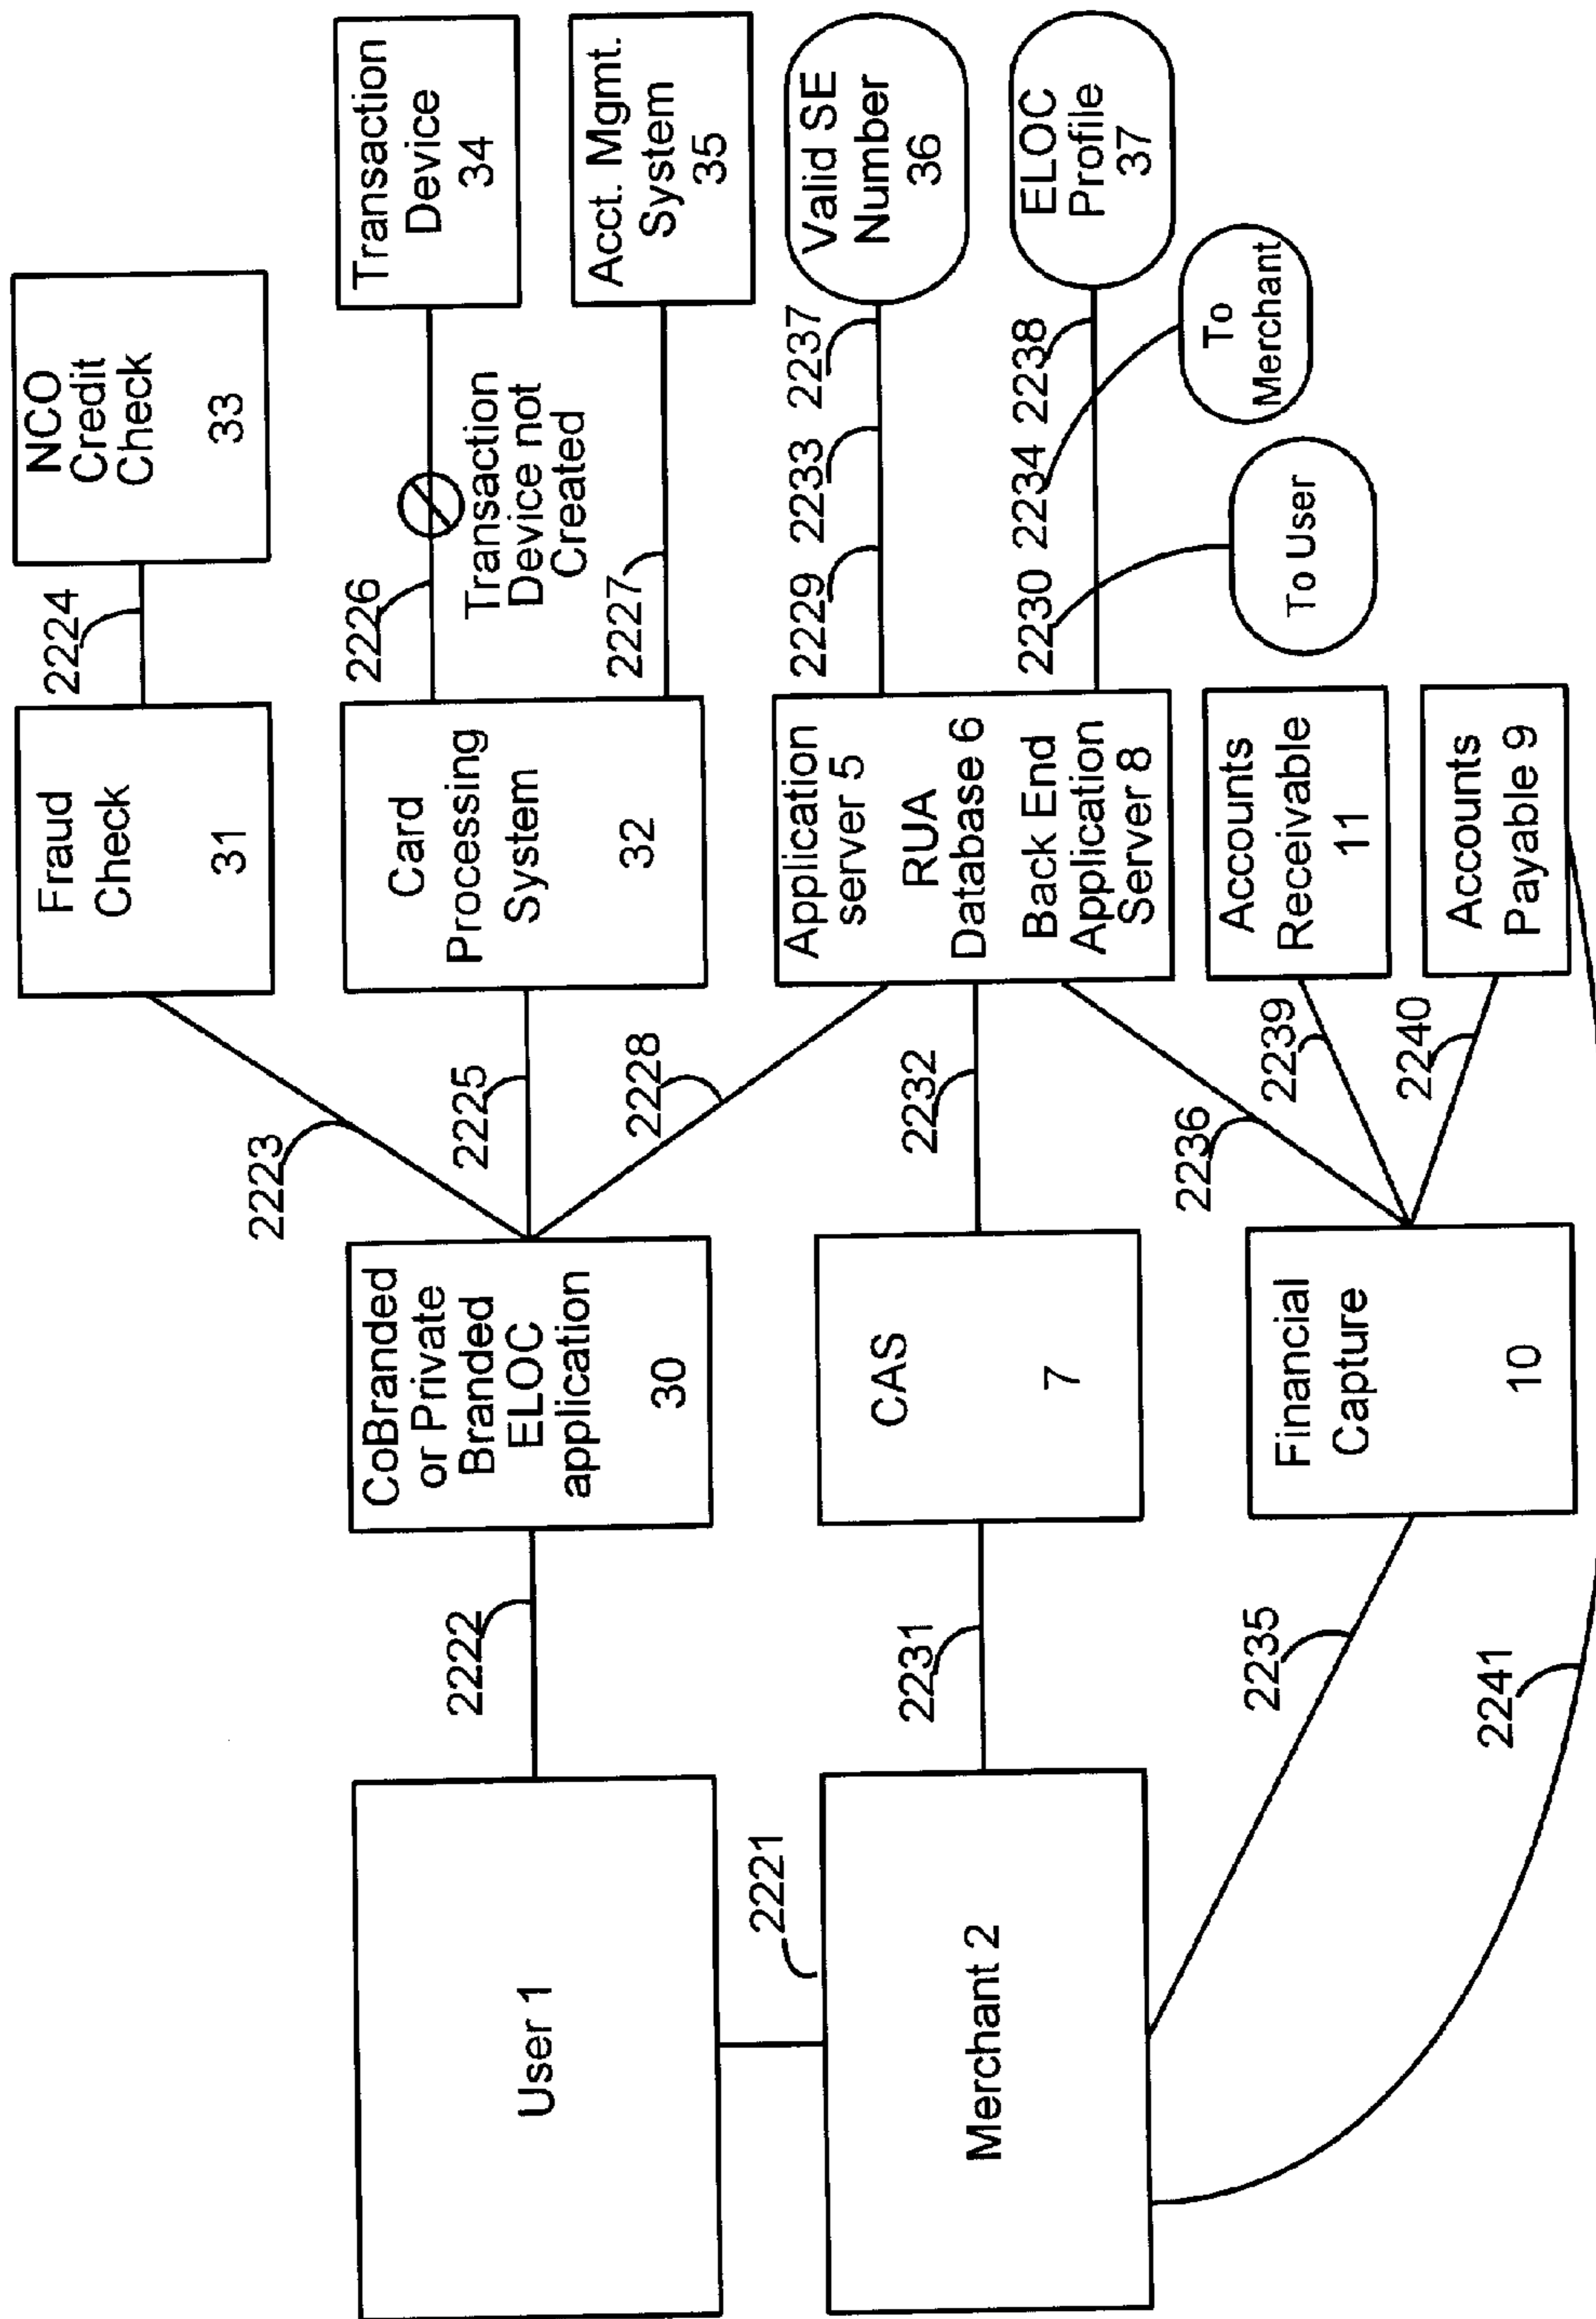 NCO
Credit
Check
33
2224
Fraud
Check
31
Transaction
Device
34
Transaction
Device not
Created
2226
Acct. Mgmt.
System
35
2227
Card
Processing
System
32
2223
2225
2228
CoBranded
or Private
Branded
ELOC
application
30
2222
User 1
2221
Valid SE
Number
36
2229 2233 2237
ELOC
Profile
37
2230 2234 2238
To
Merchant
To User
Application
server 5
RUA
Database 6
Back End
Application
Server 8
2232
CAS
7
2231
Merchant 2
2236
Accounts
Receivable
11
2239
Accounts
Payable 9
2240
Financial
Capture
10
2235
2241